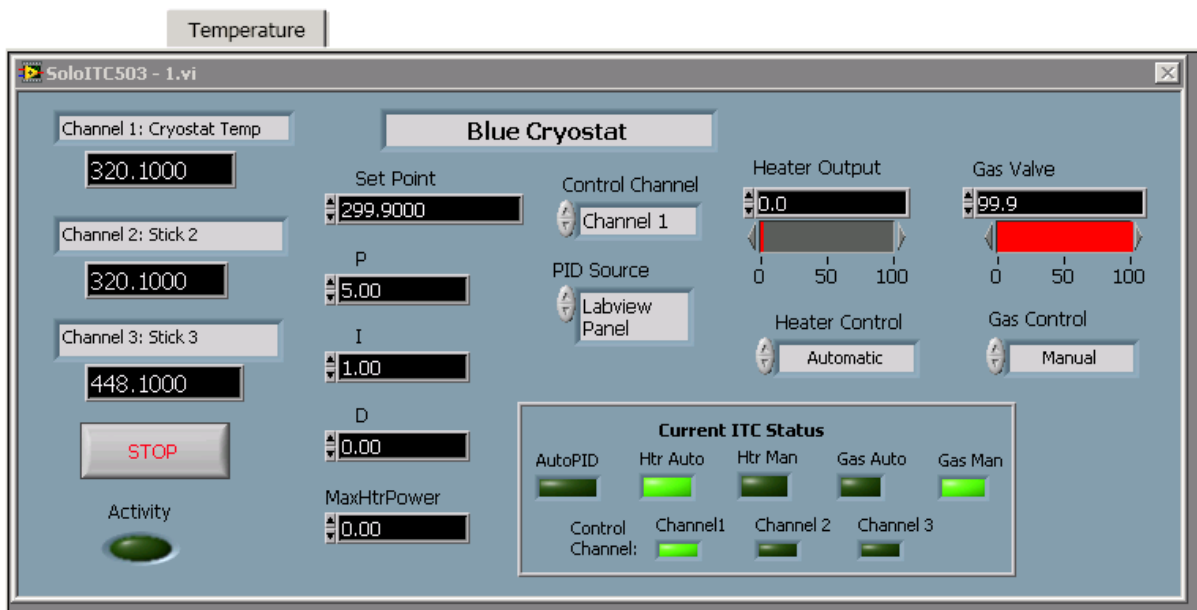 Temperature
SoloITC503 - 1.vi
Channel 1: Cryostat Temp
320.1000
Channel 2: Stick 2
320.1000
Channel 3: Stick 3
448.1000
STOP
Activity
Blue Cryostat
Set Point
299.9000
P
5.00
I
1.00
D
0.00
MaxHtrPower
0.00
Control Channel
Channel 1
PID Source
Labview
Panel
Heater Output
0.0
0 50 100
Heater Control
Automatic
Gas Valve
99.9
0 50 100
Gas Control
Manual
Current ITC Status
AutoPID Htr Auto Htr Man Gas Auto Gas Man
Control
Channel:
Channel1 Channel 2 Channel 3